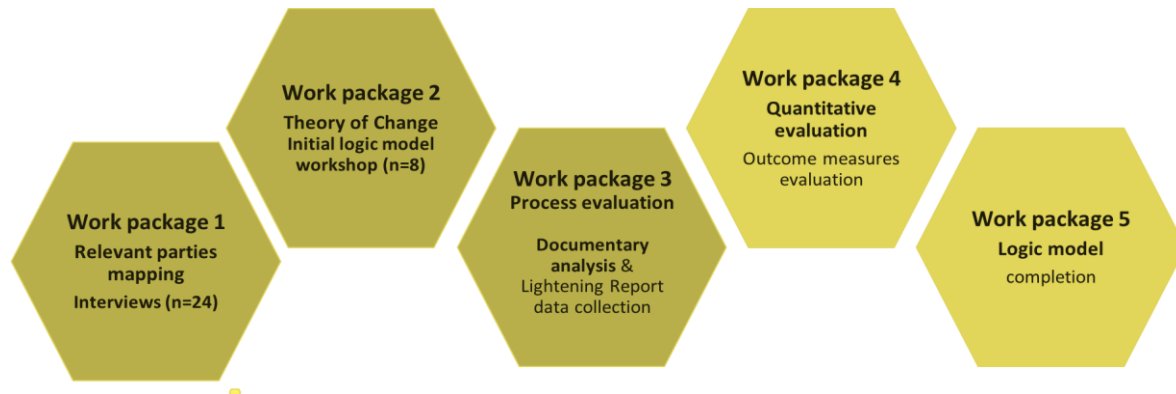 Work package 1
Relevant parties
mapping
Interviews (n=24)
Work package 2
Theory of Change
Initial logic model
workshop (n=8)
Work package 3
Process evaluation
Documentary
analysis &
Lightening Report
data collection
Work package 4
Quantitative
evaluation
Outcome measures
evaluation
Work package 5
Logic model
completion